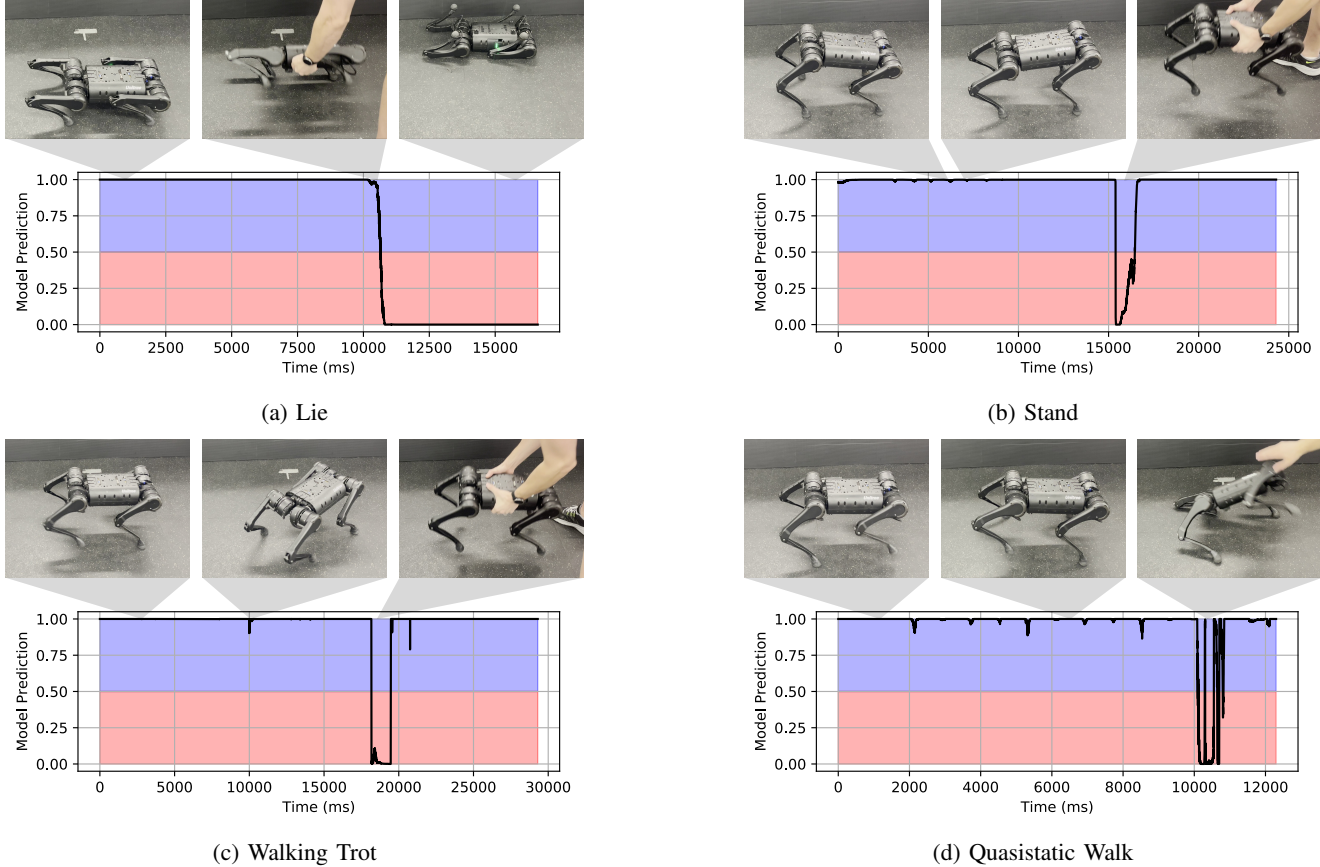 1.00
0.75
0.50
0.25
0.00
Model Prediction
0 2500 5000 7500 10000 12500 15000
Time (ms)
(a) Lie
1.00
0.75
0.50
0.25
0.00
Model Prediction
0 5000 10000 15000 20000 25000
Time (ms)
(b) Stand
1.00
0.75
0.50
0.25
0.00
Model Prediction
0 5000 10000 15000 20000 25000 30000
Time (ms)
(c) Walking Trot
1.00
0.75
0.50
0.25
0.00
Model Prediction
0 2000 4000 6000 8000 10000 12000
Time (ms)
(d) Quasistatic Walk